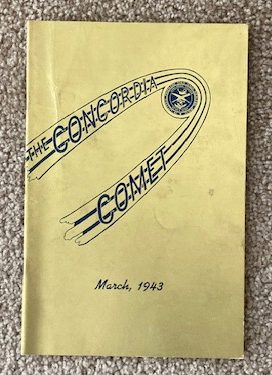 THE CONCORDIA
COMET
March, 1943